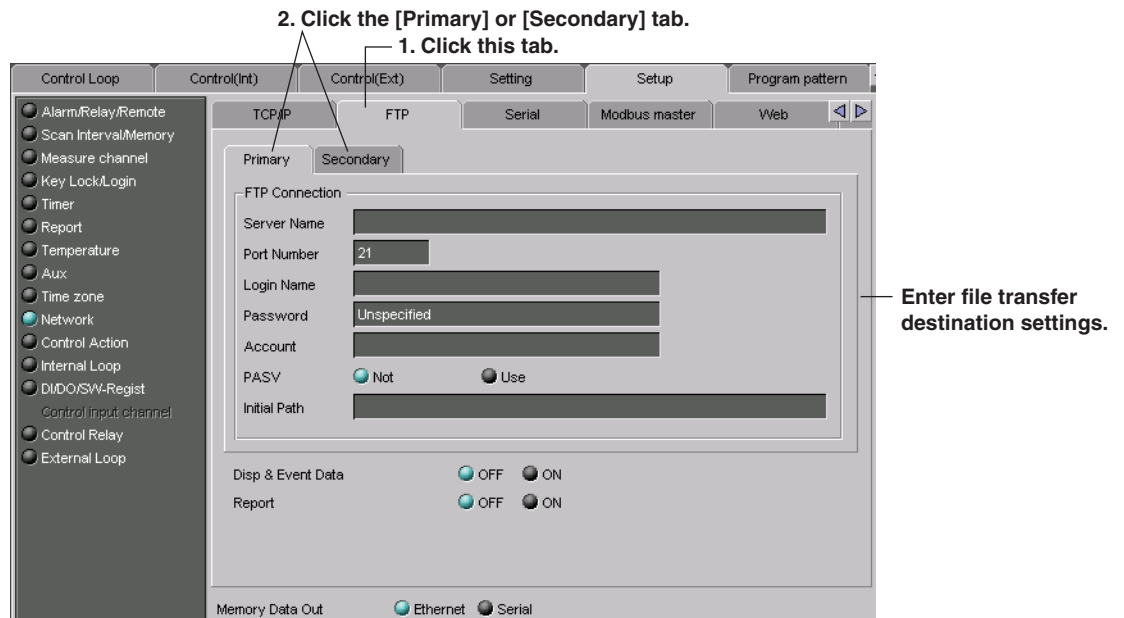 2. Click the [Primary] or [Secondary] tab.
1. Click this tab.
Control Loop Control(Int) Control(Ext) Setting Setup Program pattern
Alarm/Relay/Remote
Scan Interval/Memory
Measure channel
Key Lock/Login
Timer
Report
Temperature
Aux
Time zone
Network
Control Action
Internal Loop
DI/DO/SW-Regist
Control input channel
Control Relay
External Loop
TCP/IP FTP Serial Modbus master Web
Primary Secondary
FTP Connection
Server Name
Port Number 21
Login Name
Password Unspecified
Account
PASV Not Use
Initial Path
Disp & Event Data OFF ON
Report OFF ON
Memory Data Out Ethernet Serial
Enter file transfer
destination settings.